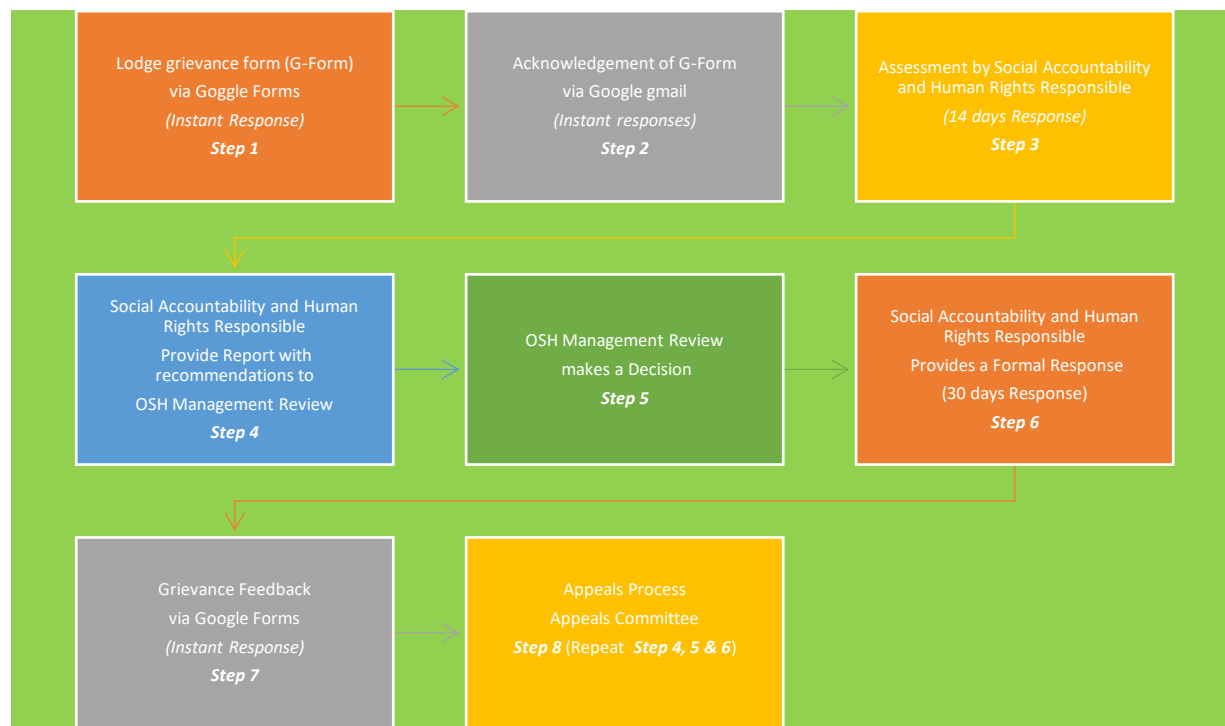 Lodge grievance form (G-Form)
via Goggle Forms
(Instant Response)
Step 1
Acknowledgement of G-Form
via Google gmail
(Instant responses)
Step 2
Assessment by Social Accountability
and Human Rights Responsible
(14 days Response)
Step 3
Social Accountability and Human
Rights Responsible
Provide Report with
recommendations to
OSH Management Review
Step 4
OSH Management Review
makes a Decision
Step 5
Social Accountability and Human
Rights Responsible
Provides a Formal Response
(30 days Response)
Step 6
Grievance Feedback
via Google Forms
(Instant Response)
Step 7
Appeals Process
Appeals Committee
Step 8 (Repeat Step 4, 5 & 6)